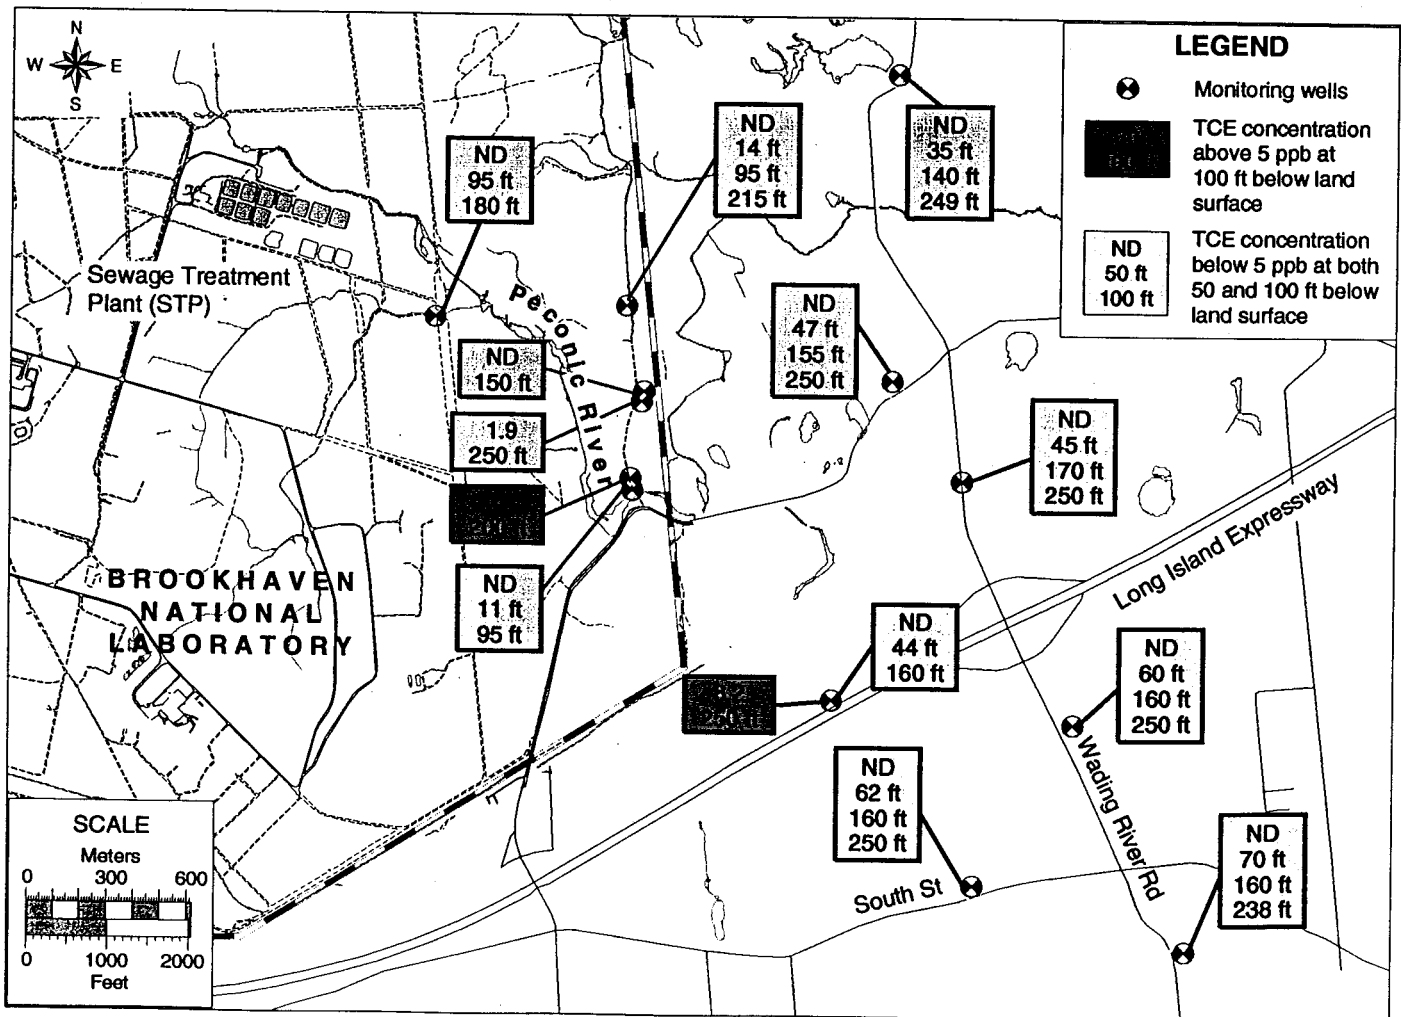 N
W E
S
LEGEND
Monitoring wells
TCE concentration
above 5 ppb at
100 ft below land
surface
ND
50 ft
100 ft
TCE concentration
below 5 ppb at both
50 and 100 ft below
land surface
ND
95 ft
180 ft
ND
14 ft
95 ft
215 ft
ND
35 ft
140 ft
249 ft
Sewage Treatment
Plant (STP)
Peconic River
ND
47 ft
155 ft
250 ft
ND
150 ft
1.9
250 ft
200 ft
ND
45 ft
170 ft
250 ft
Long Island Expressway
BROOKHAVEN
NATIONAL
LABORATORY
ND
11 ft
95 ft
ND
44 ft
160 ft
250 ft
ND
60 ft
160 ft
250 ft
Wading River Rd
ND
62 ft
160 ft
250 ft
South St
ND
70 ft
160 ft
238 ft
SCALE
Meters
0 300 600
0 1000 2000
Feet